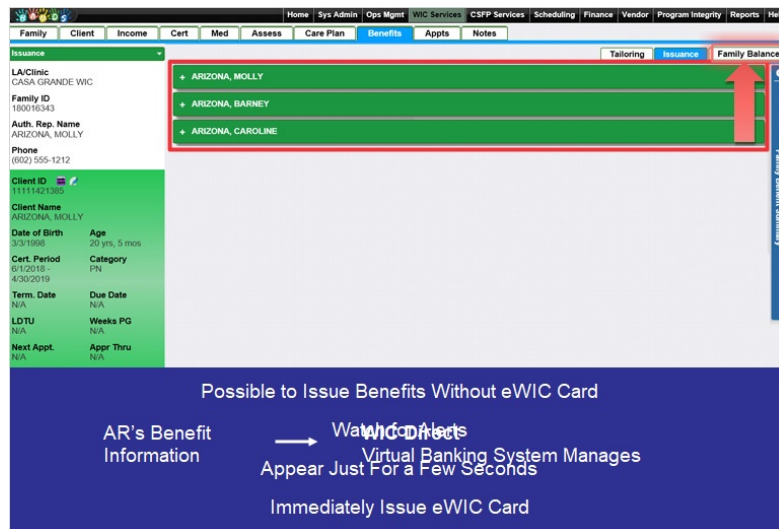 HANDS
Home Sys Admin Ops Mgmt WIC Services CSFP Services Scheduling Finance Vendor Program Integrity Reports
Family Client Income Cert Med Assess Care Plan Benefits Appts Notes
Issuance
Tailoring Issuance Family Balance
LA/Clinic
CASA GRANDE WIC
Family ID
180016343
Auth. Rep. Name
ARIZONA, MOLLY
Phone
(602) 555-1212
Client ID
11111421385
Client Name
ARIZONA, MOLLY
Date of Birth Age
3/3/1998 20 yrs, 5 mos
Cert. Period Category
6/1/2018 - PN
4/30/2019
Term. Date Due Date
N/A N/A
LDTU Weeks PG
N/A N/A
Next Appt. Appr Thru
N/A N/A
+ ARIZONA, MOLLY
+ ARIZONA, BARNEY
+ ARIZONA, CAROLINE
Family Benefit Summary
Possible to Issue Benefits Without eWIC Card
Watch for Alerts
WIC Direct
AR's Benefit
Information
Virtual Banking System Manages
Appear Just For a Few Seconds
Immediately Issue eWIC Card